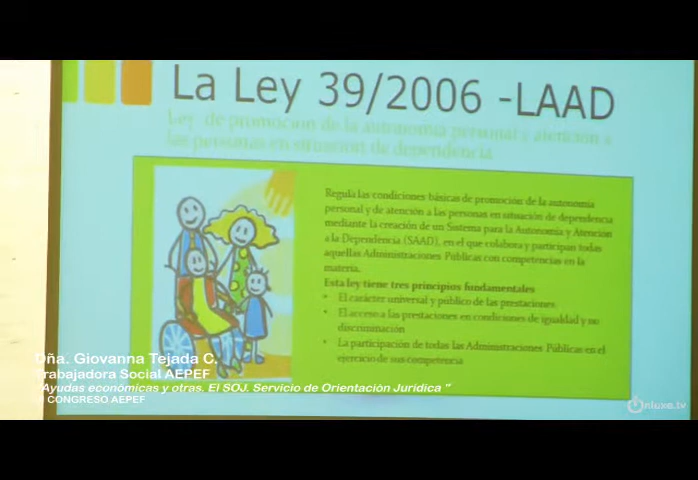 La Ley 39/2006 -LAAD
Ley de promoción de la autonomía personal y atención a
las personas en situación de dependencia
Regula las condiciones básicas de promoción de la autonomía
personal y de atención a las personas en situación de dependencia
mediante la creación de un Sistema para la Autonomía y Atención
a la Dependencia (SAAD), en el que colabora y participan todas
aquellas Administraciones Públicas con competencias en la
materia.
Esta ley tiene tres principios fundamentales
• El carácter universal y público de las prestaciones
• El acceso a las prestaciones en condiciones de igualdad y no
discriminación
• La participación de todas las Administraciones Públicas en el
ejercicio de sus competencia
Dña. Giovanna Tejada C.
Trabajadora Social AEPEF
"Ayudas económicas y otras. El SOJ. Servicio de Orientación Jurídica "
CONGRESO AEPEF
Onluxe.tv